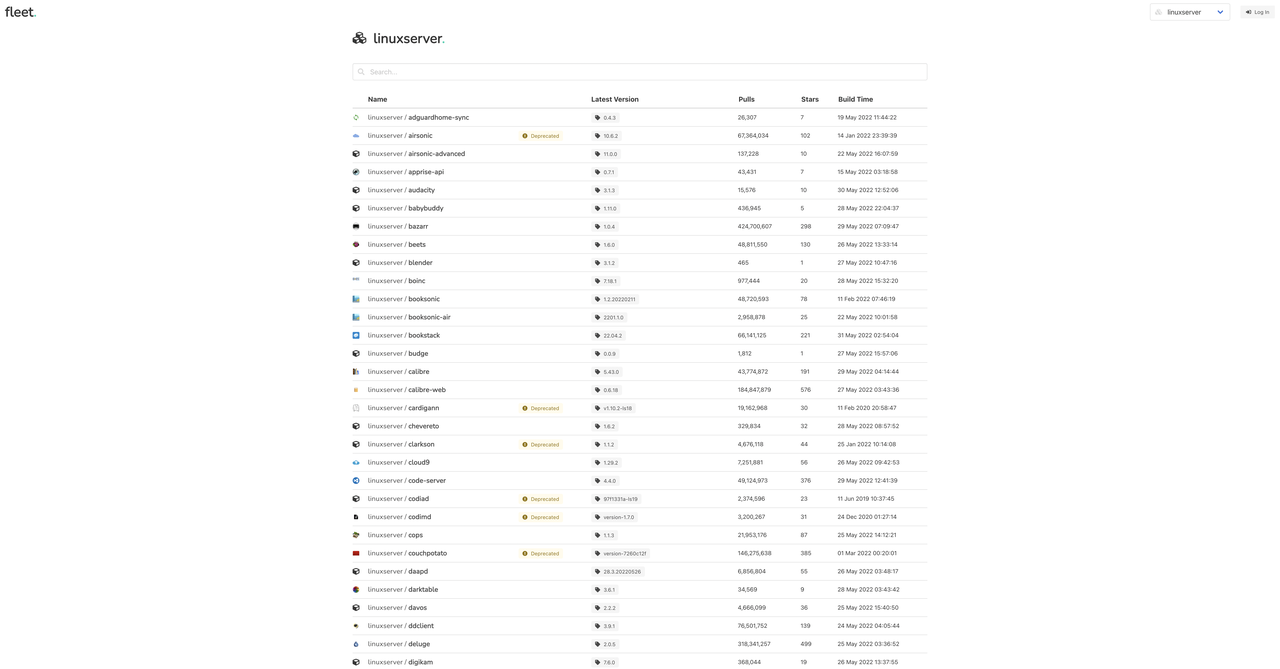 fleet.
linuxserver
Log In
linuxserver.
Search...
Name Latest Version Pulls Stars Build Time
linuxserver / adguardhome-sync 0.4.3 26,307 7 19 May 2022 11:44:22
linuxserver / airsonic Deprecated 10.6.2 67,364,034 102 14 Jan 2022 23:39:39
linuxserver / airsonic-advanced 11.0.0 137,228 10 22 May 2022 16:07:59
linuxserver / apprise-api 0.7.1 43,431 7 15 May 2022 03:18:58
linuxserver / audacity 3.1.3 15,576 10 30 May 2022 12:52:06
linuxserver / babybuddy 1.11.0 436,945 5 28 May 2022 22:04:37
linuxserver / bazarr 1.0.4 424,700,607 298 29 May 2022 07:09:47
linuxserver / beets 1.6.0 48,811,550 130 26 May 2022 13:33:14
linuxserver / blender 3.1.2 465 1 27 May 2022 10:47:16
linuxserver / boinc 7.18.1 977,444 20 28 May 2022 15:32:20
linuxserver / booksonic 1.2.20220211 48,720,593 78 11 Feb 2022 07:46:19
linuxserver / booksonic-air 2201.1.0 2,958,878 25 22 May 2022 10:01:58
linuxserver / bookstack 22.04.2 66,141,125 221 31 May 2022 02:54:04
linuxserver / budge 0.0.9 1,812 1 27 May 2022 15:57:06
linuxserver / calibre 5.43.0 43,774,872 191 29 May 2022 04:14:44
linuxserver / calibre-web 0.6.18 184,847,879 576 27 May 2022 03:43:36
linuxserver / cardigann Deprecated v1.10.2-ls18 19,162,968 30 11 Feb 2020 20:58:47
linuxserver / chevereto 1.6.2 329,834 32 28 May 2022 08:57:52
linuxserver / clarkson Deprecated 1.1.2 4,676,118 44 25 Jan 2022 10:14:08
linuxserver / cloud9 1.29.2 7,251,881 56 26 May 2022 09:42:53
linuxserver / code-server 4.4.0 49,124,973 376 29 May 2022 12:41:39
linuxserver / codiad Deprecated 97f1331a-ls19 2,374,596 23 11 Jun 2019 10:37:45
linuxserver / codimd Deprecated version-1.7.0 3,200,267 31 24 Dec 2020 01:27:14
linuxserver / cops 1.1.3 21,953,176 87 25 May 2022 14:12:21
linuxserver / couchpotato Deprecated version-7260c12f 146,275,638 385 01 Mar 2022 00:20:01
linuxserver / daapd 28.3.20220526 6,856,804 55 26 May 2022 03:48:17
linuxserver / darktable 3.6.1 34,569 9 28 May 2022 03:43:42
linuxserver / davos 2.2.2 4,666,099 36 25 May 2022 15:40:50
linuxserver / ddclient 3.9.1 76,501,752 139 24 May 2022 04:05:44
linuxserver / deluge 2.0.5 318,341,257 499 25 May 2022 03:36:52
linuxserver / digikam 7.6.0 368,044 19 26 May 2022 13:37:55